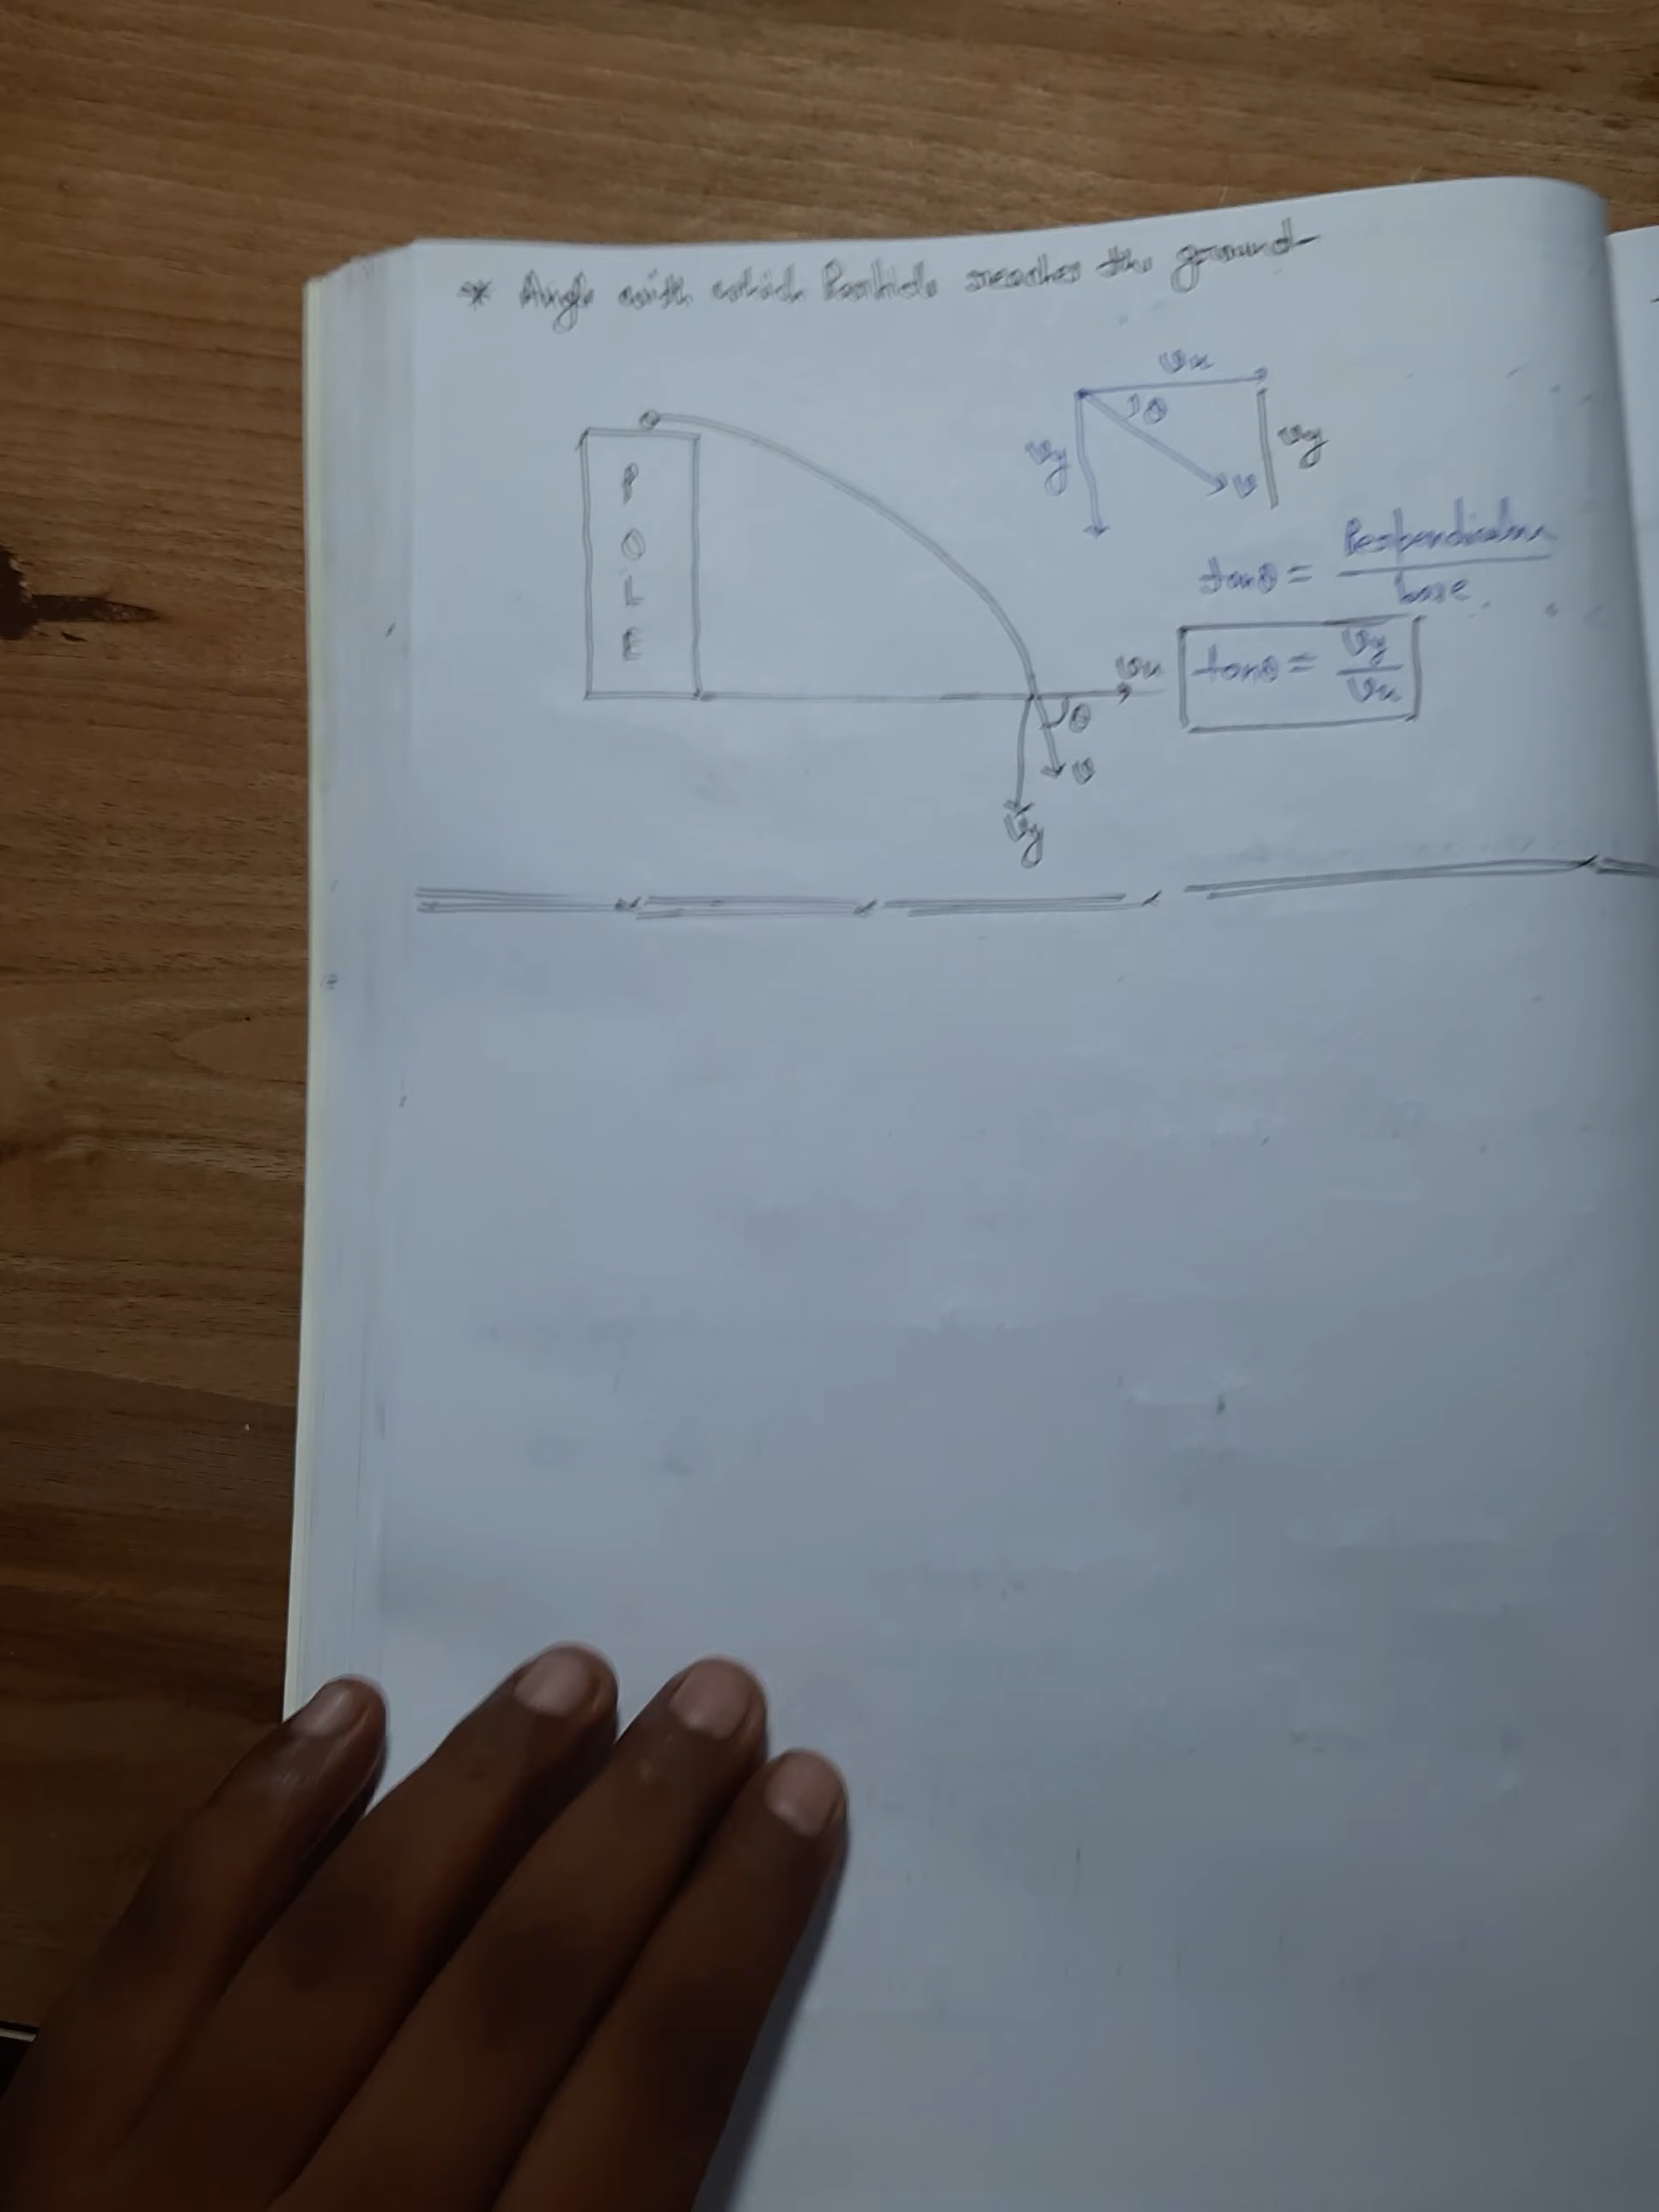 * Angle with which Particle reaches the ground
vx
θ
vy
vy
v
P
O
L
E
tanθ = Perpendicular / base
tanθ = vy / vx
vx
θ
v
vy